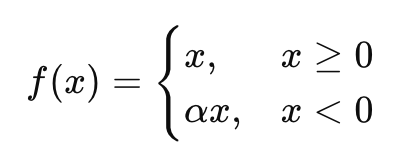 f(x) = { x, x ≥ 0
αx, x < 0